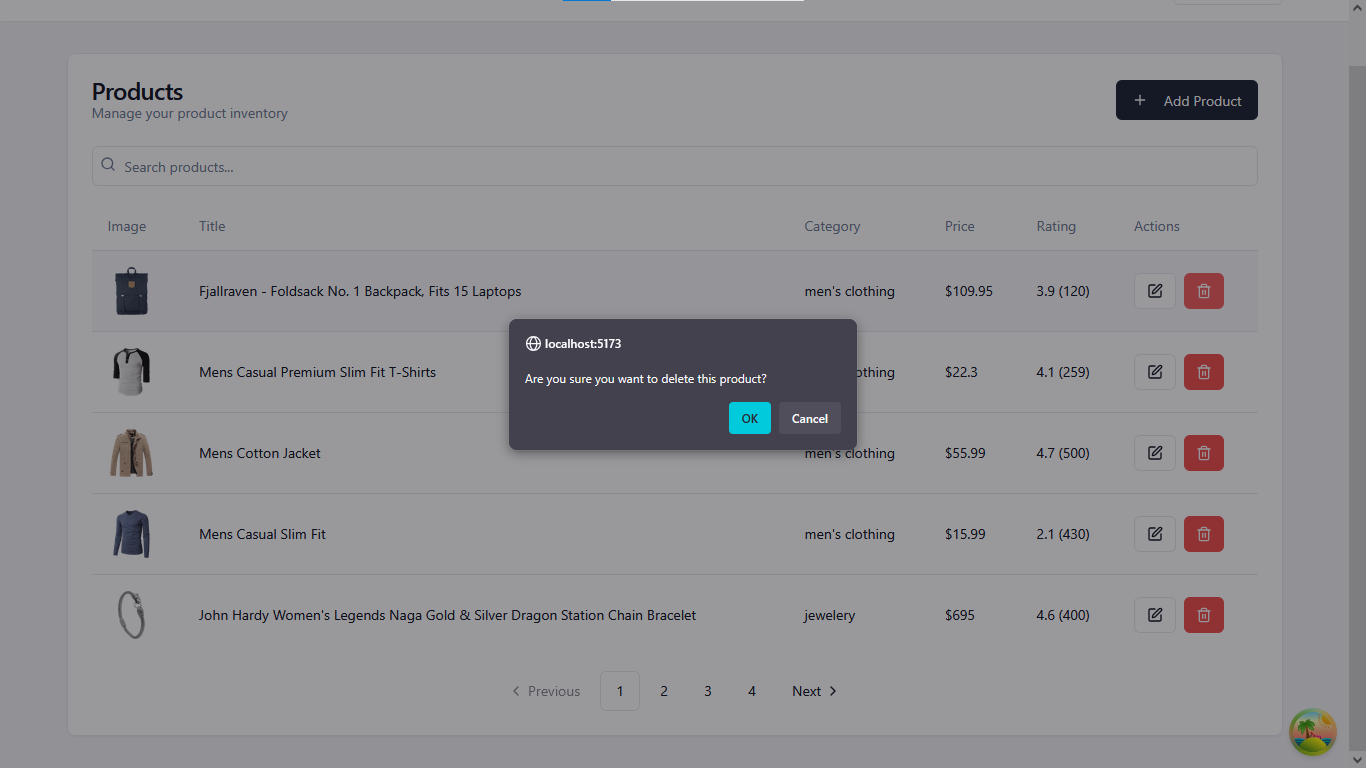 Products
Manage your product inventory
Add Product
Search products...
Image Title Category Price Rating Actions
Fjallraven - Foldsack No. 1 Backpack, Fits 15 Laptops men's clothing $109.95 3.9 (120)
localhost:5173
Are you sure you want to delete this product?
OK Cancel
Mens Casual Premium Slim Fit T-Shirts othing $22.3 4.1 (259)
Mens Cotton Jacket men's clothing $55.99 4.7 (500)
Mens Casual Slim Fit men's clothing $15.99 2.1 (430)
John Hardy Women's Legends Naga Gold & Silver Dragon Station Chain Bracelet jewelery $695 4.6 (400)
Previous 1 2 3 4 Next